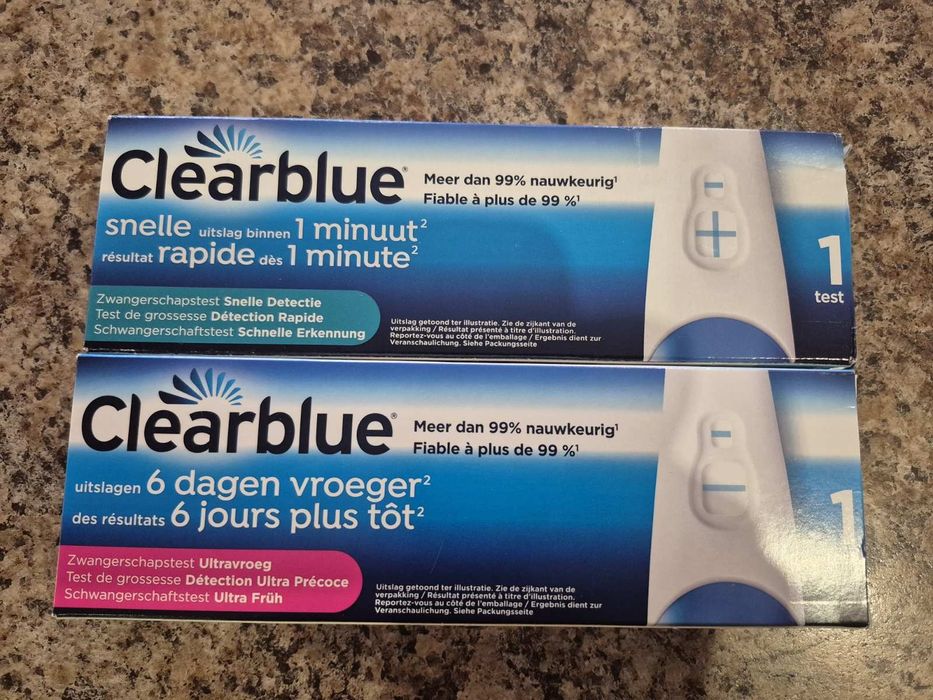 Clearblue®
Meer dan 99% nauwkeurig¹
Fiable à plus de 99 %¹
snelle uitslag binnen 1 minuut²
résultat rapide dès 1 minute²
Zwangerschapstest Snelle Detectie
Test de grossesse Détection Rapide
Schwangerschaftstest Schnelle Erkennung
Uitslag getoond ter illustratie. Zie de zijkant van de
verpakking / Résultat présenté à titre d'illustration.
Reportez-vous au côté de l'emballage / Ergebnis dient zur
Veranschaulichung. Siehe Packungsseite
1
test
Clearblue®
Meer dan 99% nauwkeurig¹
Fiable à plus de 99 %¹
uitslagen 6 dagen vroeger²
des résultats 6 jours plus tôt²
Zwangerschapstest Ultravroeg
Test de grossesse Détection Ultra Précoce
Schwangerschaftstest Ultra Früh
Uitslag getoond ter illustratie. Zie de zijkant van de
verpakking / Résultat présenté à titre d'illustration.
Reportez-vous au côté de l'emballage / Ergebnis dient zur
Veranschaulichung. Siehe Packungsseite
1